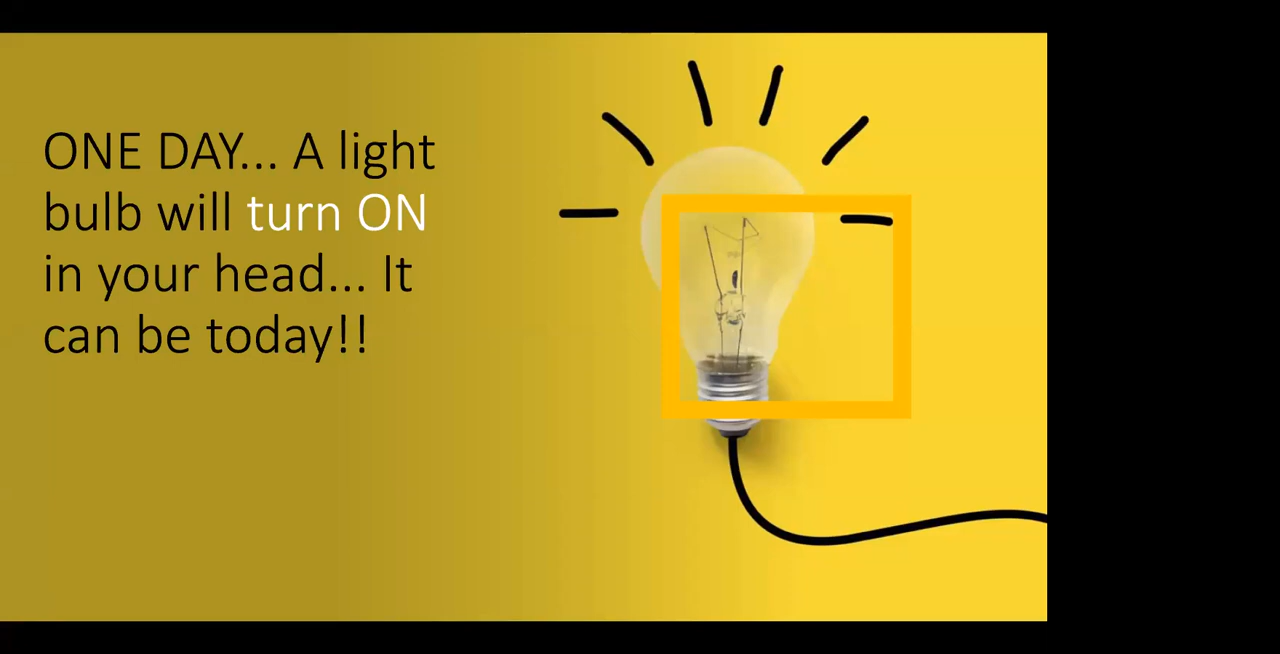 ONE DAY... A light
bulb will turn ON
in your head... It
can be today!!